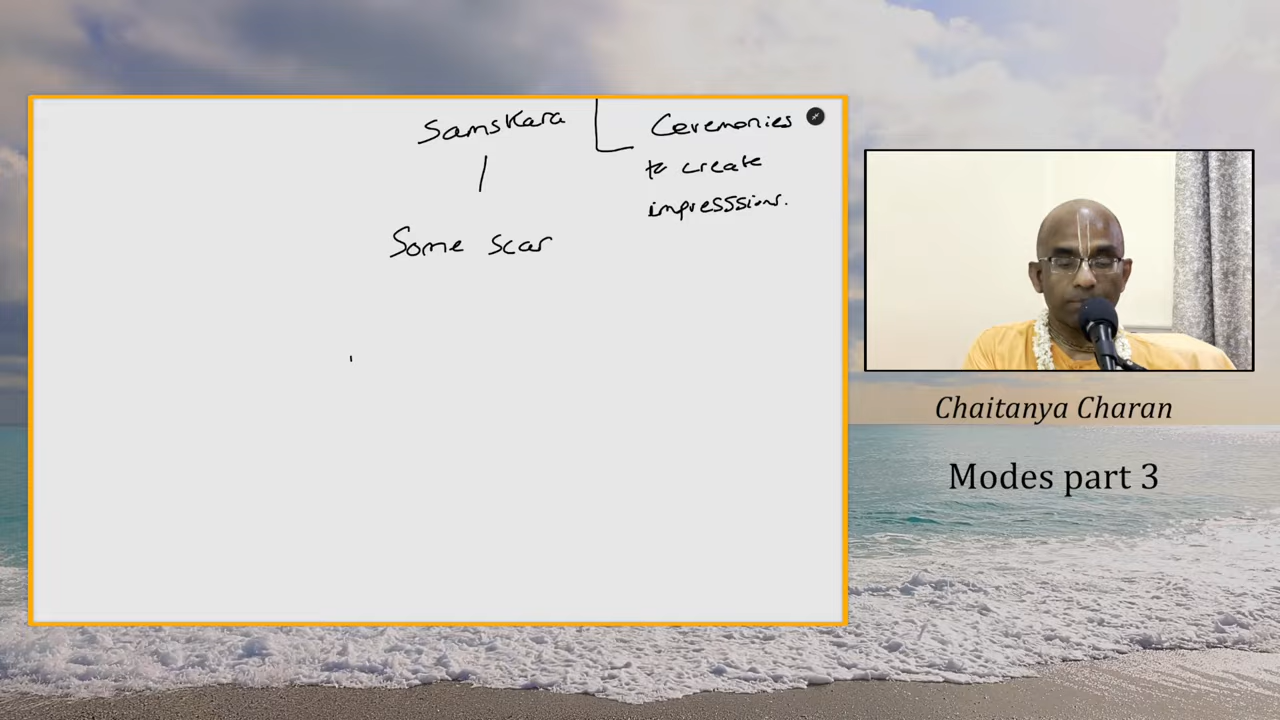 Samskara
Ceremonies
to create
impresssions.
Some scar
Chaitanya Charan
Modes part 3